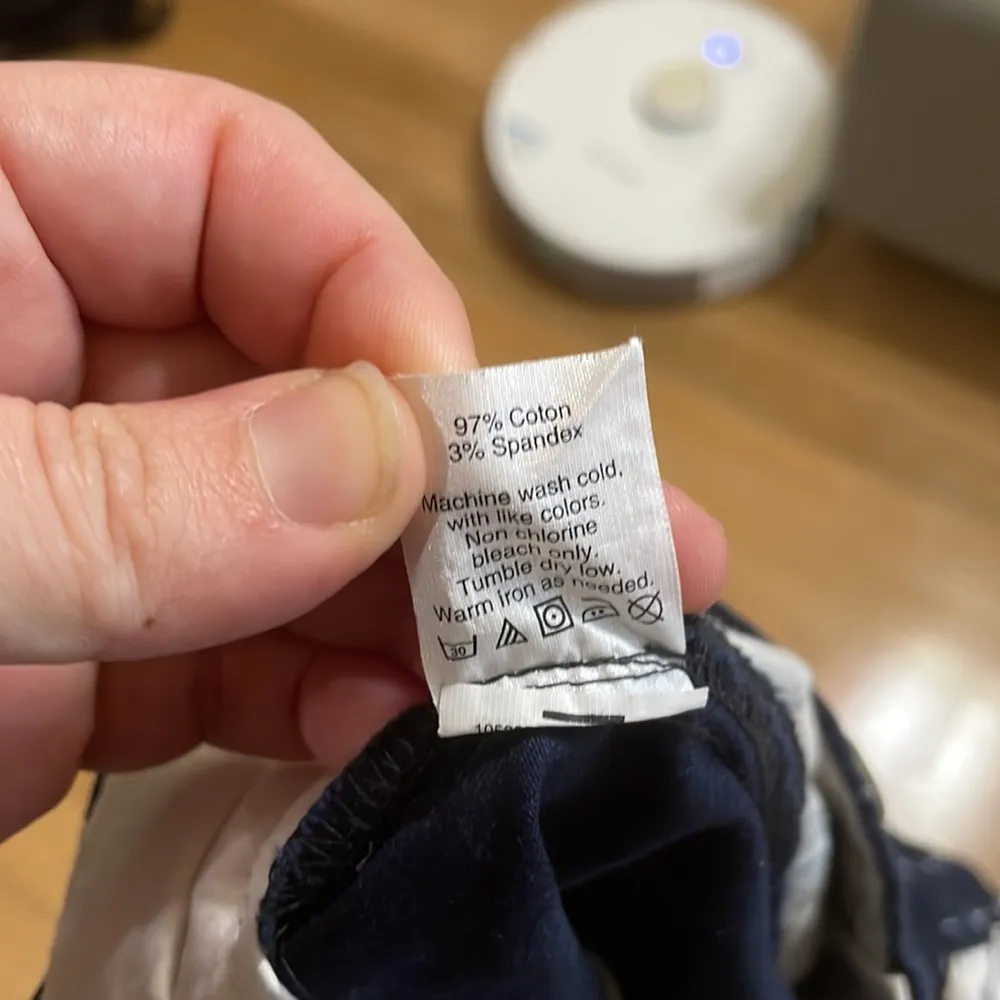 97% Coton
3% Spandex
Machine wash cold,
with like colors.
Non chlorine
bleach only.
Tumble dry low.
Warm iron as needed.
30